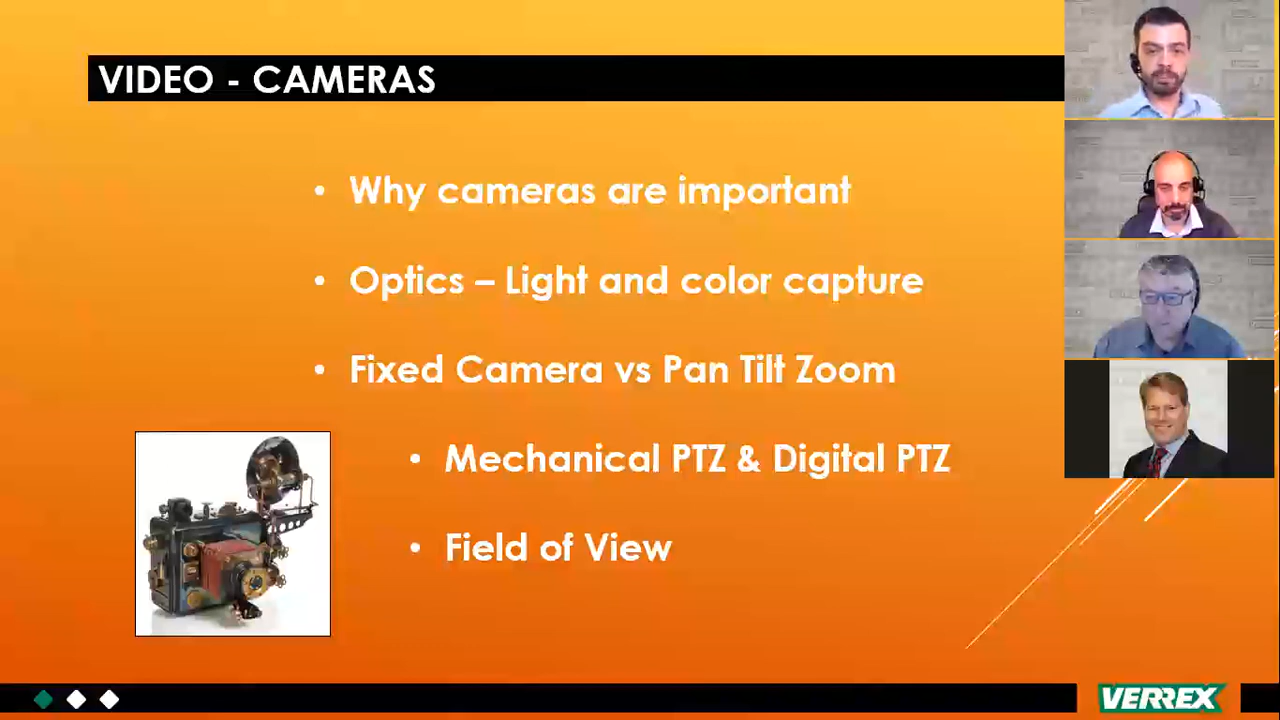 VIDEO - CAMERAS
• Why cameras are important
• Optics – Light and color capture
• Fixed Camera vs Pan Tilt Zoom
• Mechanical PTZ & Digital PTZ
• Field of View
VERREX